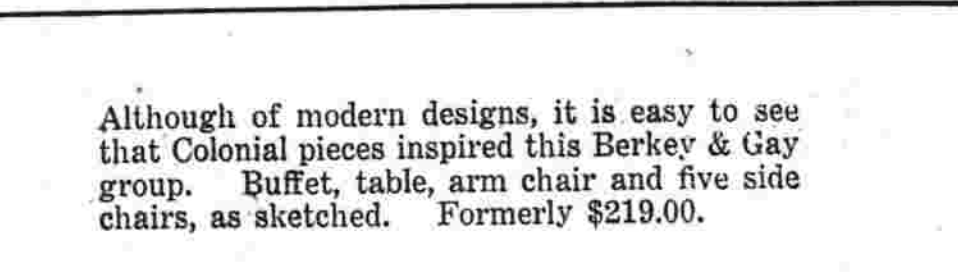 Although of modern designs, it is easy to see
that Colonial pieces inspired this Berkey & Gay
group. Buffet, table, arm chair and five side
chairs, as sketched. Formerly $219.00.